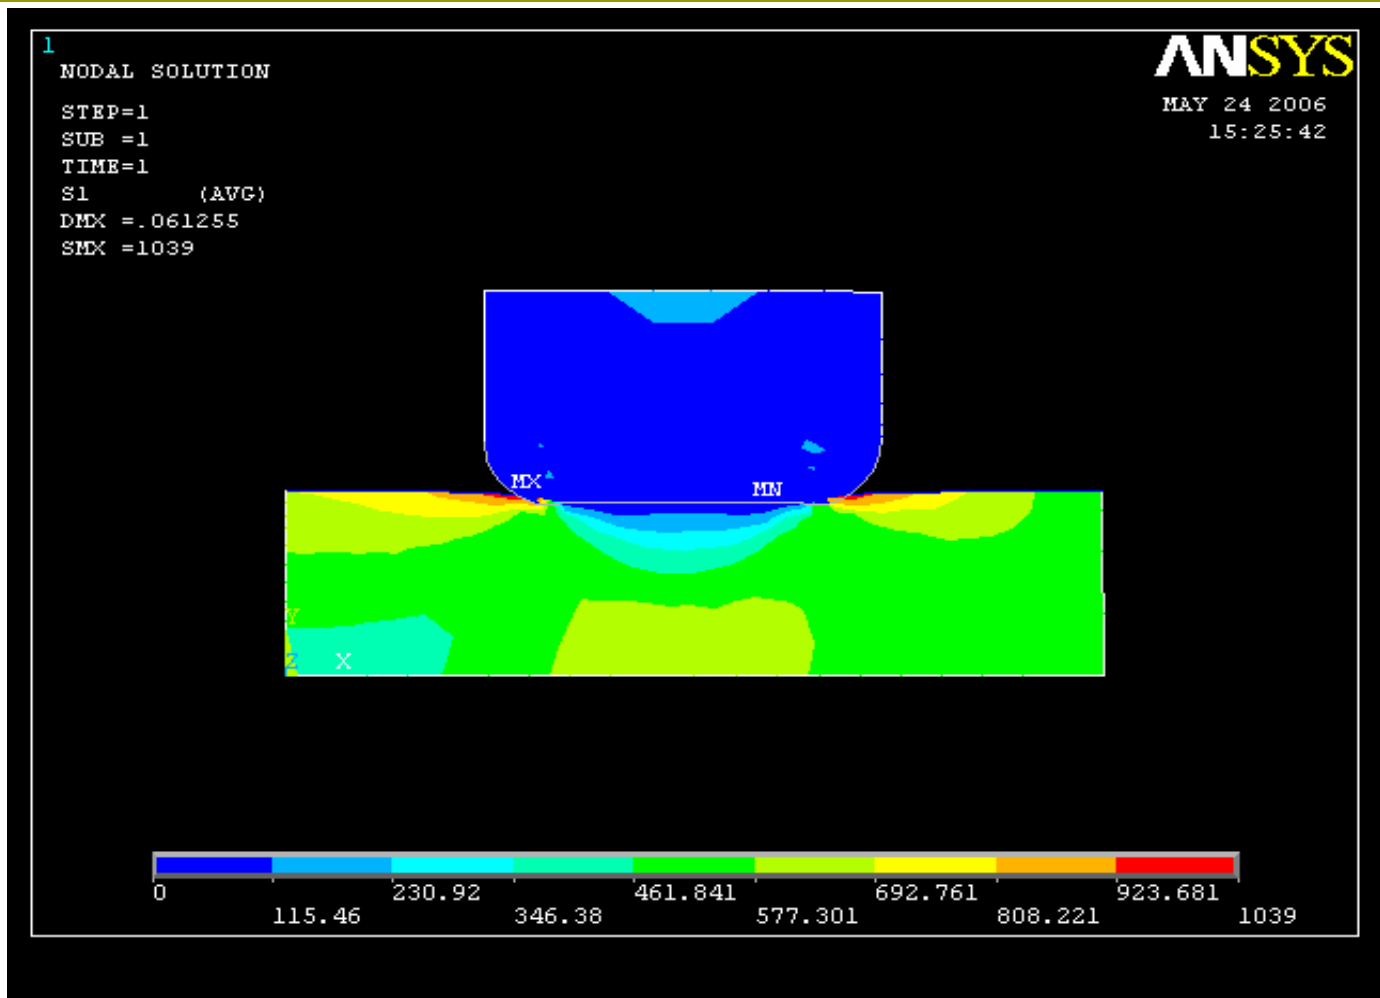 1
NODAL SOLUTION
STEP=1
SUB =1
TIME=1
S1 (AVG)
DMX =.061255
SMX =1039
ANSYS
MAY 24 2006
15:25:42
MX
MN
Y
Z X
0 230.92 461.841 692.761 923.681
115.46 346.38 577.301 808.221 1039